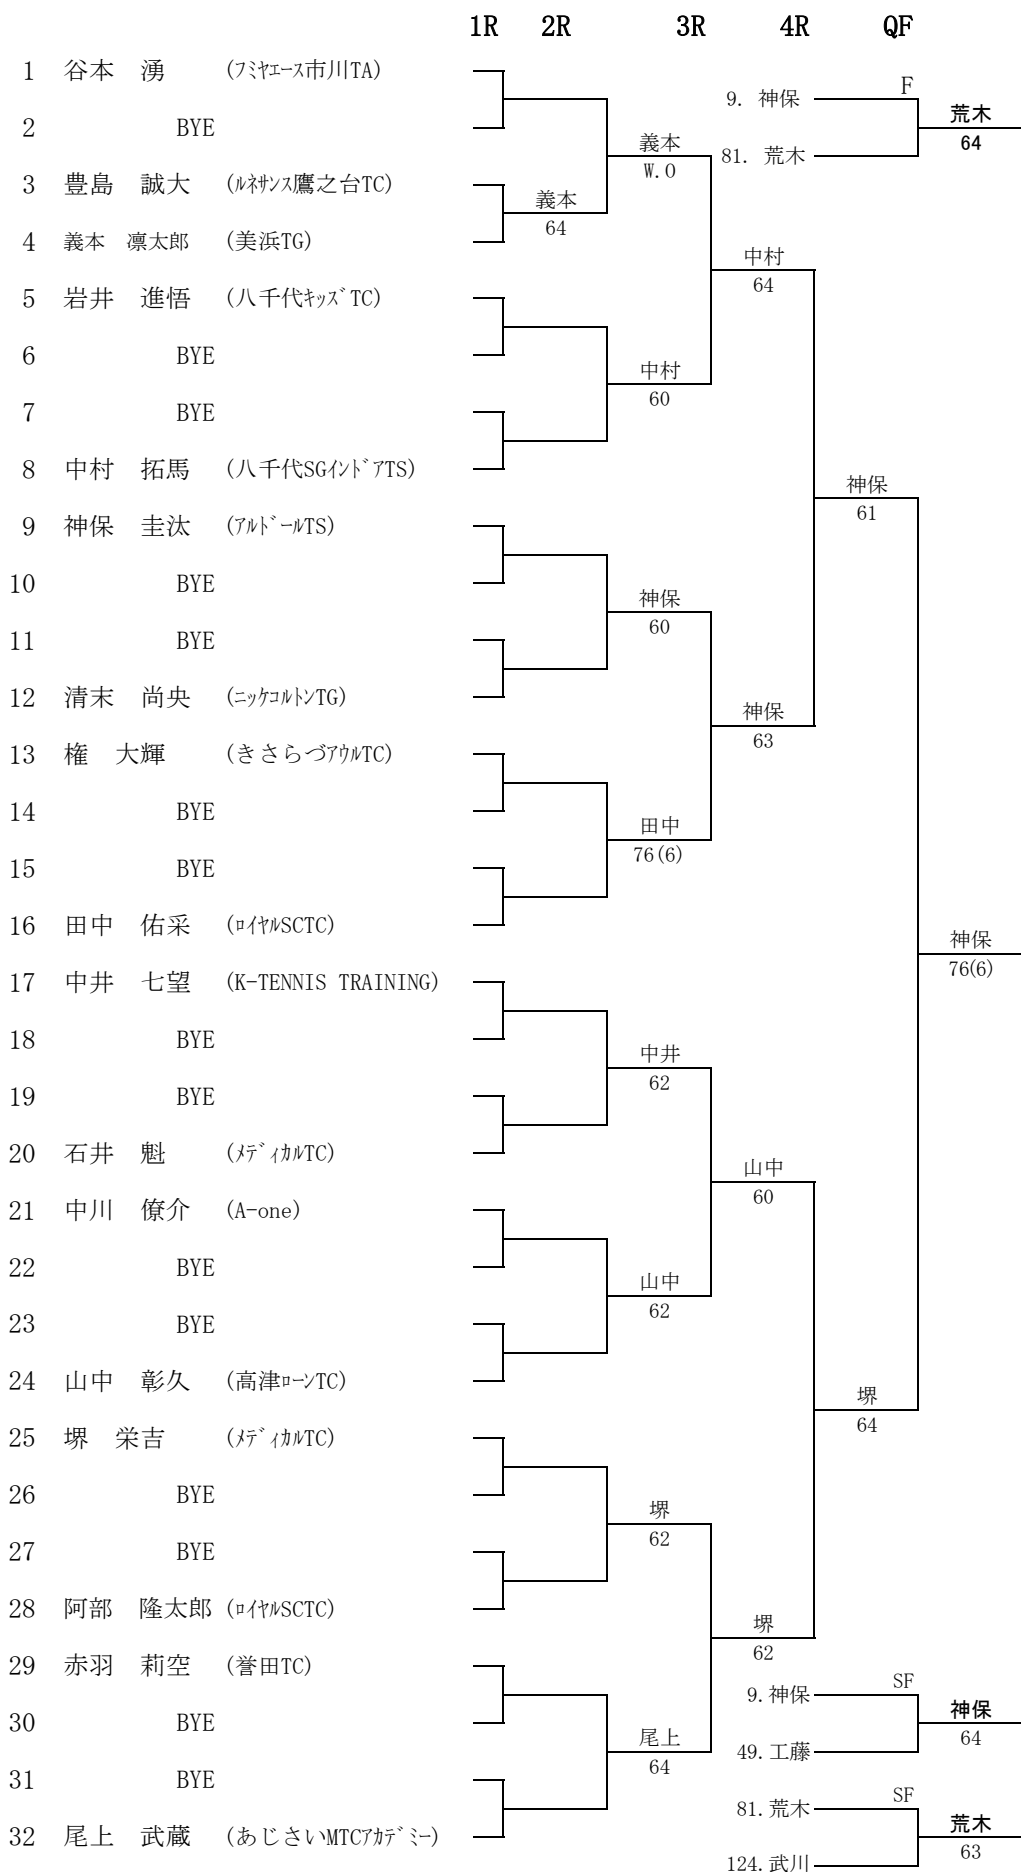 1R 2R 3R 4R QF
1 谷本 湧 (ﾌﾐﾔｴｰｽ市川TA)
F
9. 神保
荒木
2 BYE
義本
81. 荒木
64
W.O
3 豊島 誠大 (ﾙﾈｻﾝｽ鷹之台TC)
義本
64
4 義本 凛太郎 (美浜TG)
中村
64
5 岩井 進悟 (八千代ｷｯｽﾞTC)
6 BYE
中村
60
7 BYE
8 中村 拓馬 (八千代SGｲﾝﾄﾞｱTS)
神保
61
9 神保 圭汰 (ｱﾙﾄﾞｰﾙTS)
10 BYE
神保
60
11 BYE
12 清末 尚央 (ﾆｯｹｺﾙﾄﾝTG)
神保
63
13 権 大輝 (きさらづｱｳﾙTC)
14 BYE
田中
76(6)
15 BYE
16 田中 佑采 (ﾛｲﾔﾙSCTC)
神保
76(6)
17 中井 七望 (K-TENNIS TRAINING)
18 BYE
中井
62
19 BYE
20 石井 魁 (ﾒﾃﾞｨｶﾙTC)
山中
60
21 中川 僚介 (A-one)
22 BYE
山中
62
23 BYE
24 山中 彰久 (高津ﾛｰﾝTC)
堺
64
25 堺 栄吉 (ﾒﾃﾞｨｶﾙTC)
26 BYE
堺
62
27 BYE
28 阿部 隆太郎 (ﾛｲﾔﾙSCTC)
堺
62
29 赤羽 莉空 (誉田TC)
SF
9. 神保
神保
30 BYE
64
尾上
49. 工藤
64
31 BYE
SF
81. 荒木
荒木
32 尾上 武蔵 (あじさいMTCｱｶﾃﾞﾐｰ)
63
124. 武川